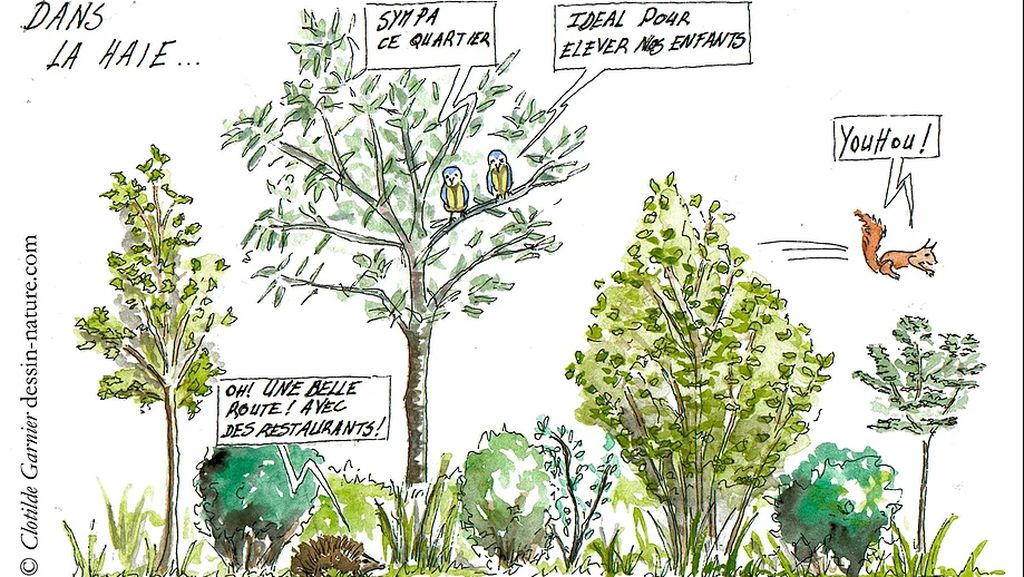 DANS
LA HAIE...
SYMPA
CE QUARTIER
IDEAL POUR
ELEVER NOS ENFANTS
YOUHOU!
OH! UNE BELLE
ROUTE! AVEC
DES RESTAURANTS!
© Clotilde Garnier dessin-nature.com